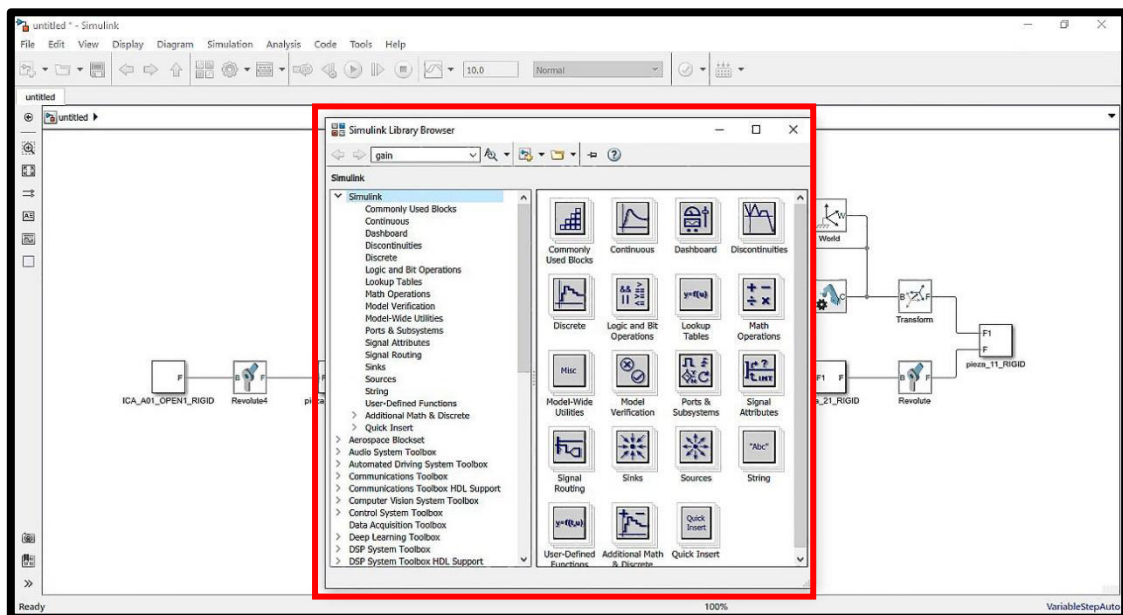 untitled * - Simulink
File Edit View Display Diagram Simulation Analysis Code Tools Help
10.0 Normal
untitled
untitled
Simulink Library Browser
gain
Simulink
Simulink
Commonly Used Blocks
Continuous
Dashboard
Discontinuities
Discrete
Logic and Bit Operations
Lookup Tables
Math Operations
Model Verification
Model-Wide Utilities
Ports & Subsystems
Signal Attributes
Signal Routing
Sinks
Sources
String
User-Defined Functions
Additional Math & Discrete
Quick Insert
Aerospace Blockset
Audio System Toolbox
Automated Driving System Toolbox
Communications Toolbox
Communications Toolbox HDL Support
Computer Vision System Toolbox
Control System Toolbox
Data Acquisition Toolbox
Deep Learning Toolbox
DSP System Toolbox
DSP System Toolbox HDL Support
Commonly Used Blocks
Continuous
Dashboard
Discontinuities
Discrete
Logic and Bit Operations
y=f(u)
Lookup Tables
Math Operations
Misc
Model-Wide Utilities
Model Verification
Ports & Subsystems
Signal Attributes
Signal Routing
Sinks
Sources
"Abc"
String
y=f(t,u)
User-Defined Functions
Additional Math & Discrete
Quick Insert
Quick Insert
F
ICA_A01_OPEN1_RIGID
B F
Revolute4
W
World
C
B F
Transform
F1
F
pieza_11_RIGID
F1 F
_21_RIGID
B F
Revolute
Ready 100% VariableStepAuto